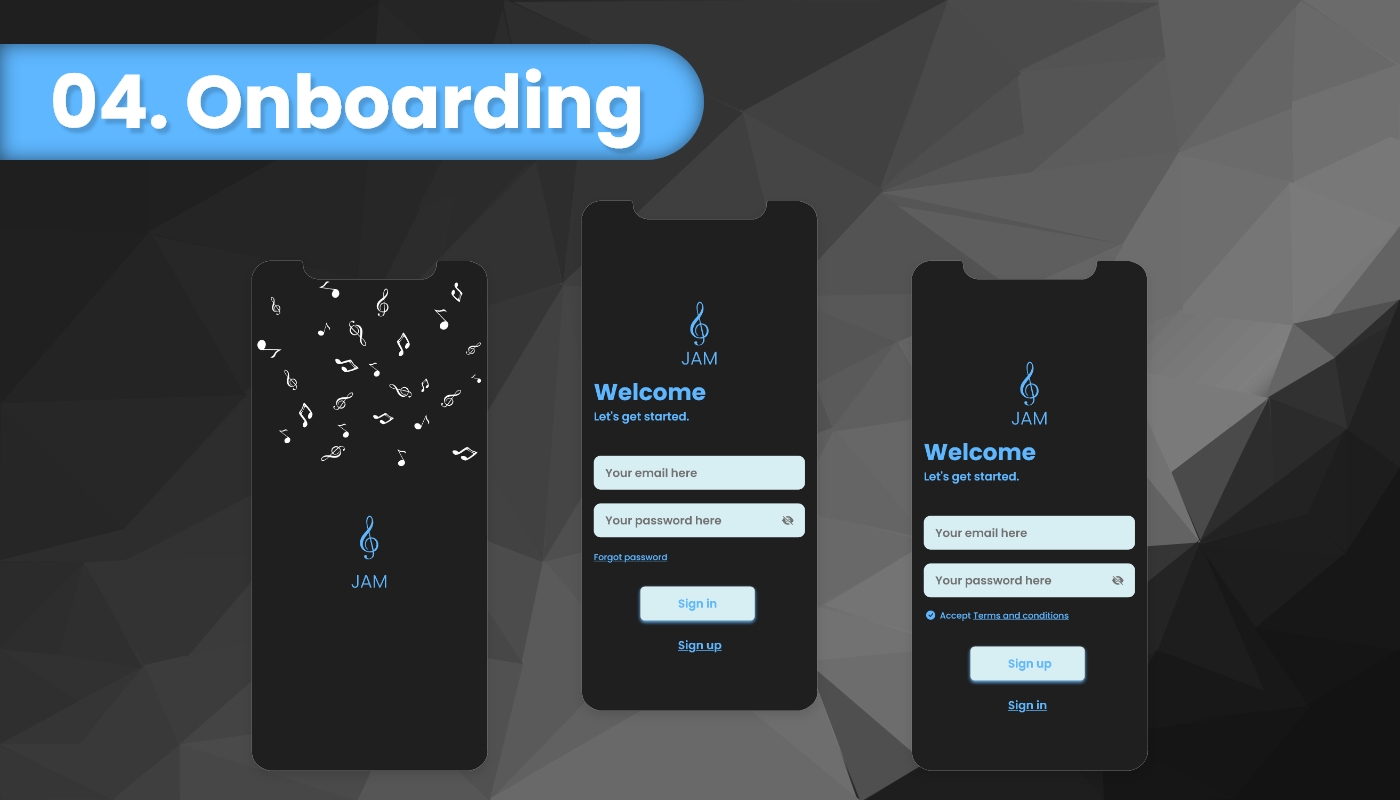 04. Onboarding
JAM
JAM
Welcome
Let's get started.
Your email here
Your password here
Forgot password
Sign in
Sign up
JAM
Welcome
Let's get started.
Your email here
Your password here
Accept Terms and conditions
Sign up
Sign in